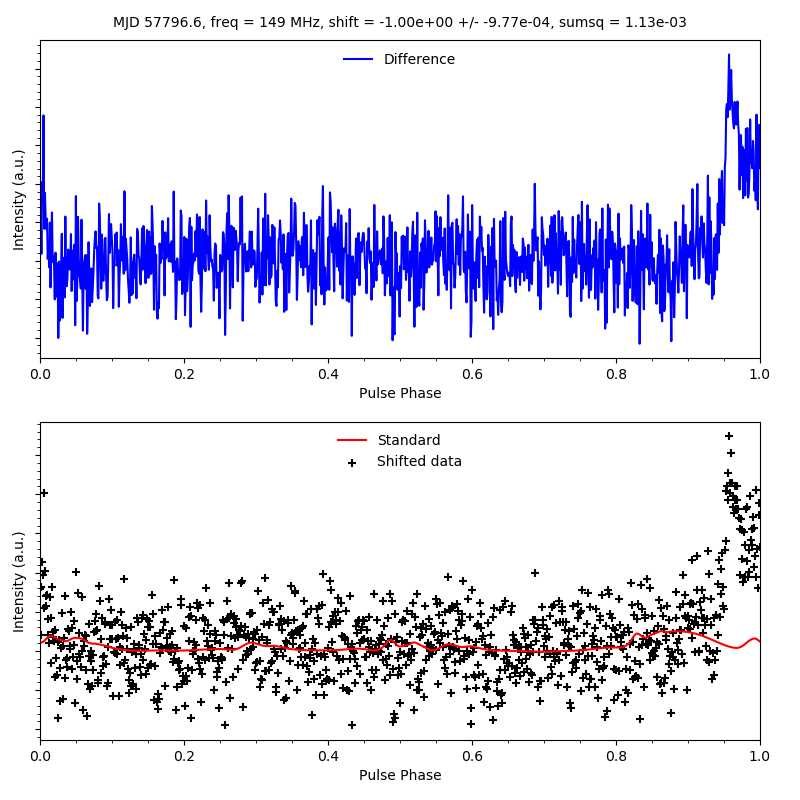 MJD 57796.6, freq = 149 MHz, shift = -1.00e+00 +/- -9.77e-04, sumsq = 1.13e-03
Difference
Intensity (a.u.)
0.0 0.2 0.4 0.6 0.8 1.0
Pulse Phase
Standard
Shifted data
Intensity (a.u.)
0.0 0.2 0.4 0.6 0.8 1.0
Pulse Phase